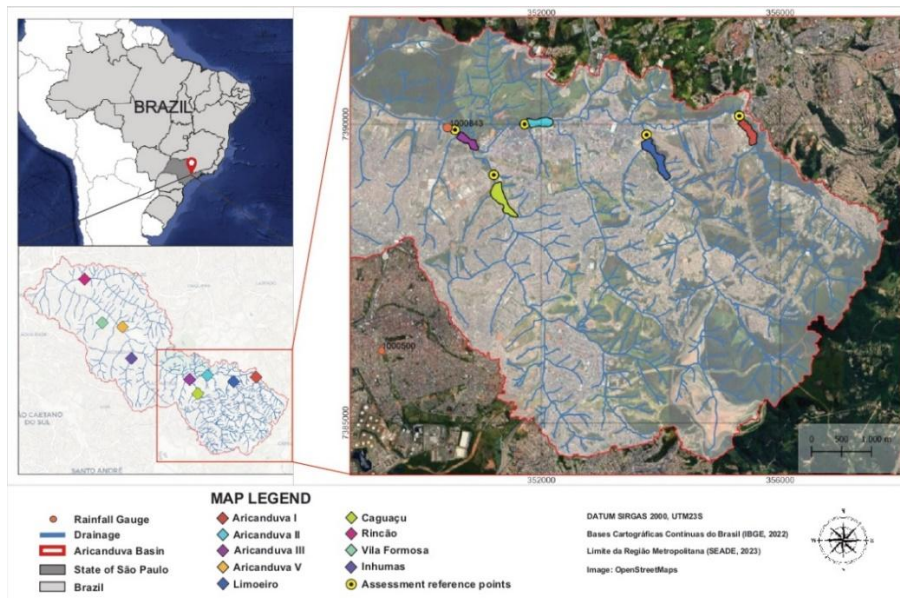 BRAZIL
352000
356000
7390000
1000843
1000500
7385000
SANTO ANDRÉ
DO SUL
0 500 1,000 m
352000
356000
MAP LEGEND
Rainfall Gauge
Drainage
Aricanduva Basin
State of São Paulo
Brazil
Aricanduva I
Aricanduva II
Aricanduva III
Aricanduva V
Limoeiro
Caguaçu
Rincão
Vila Formosa
Inhumas
Assessment reference points
DATUM SIRGAS 2000, UTM23S
Bases Cartográficas Contínuas do Brasil (IBGE, 2022)
Limite da Região Metropolitana (SEADE, 2023)
Image: OpenStreetMaps